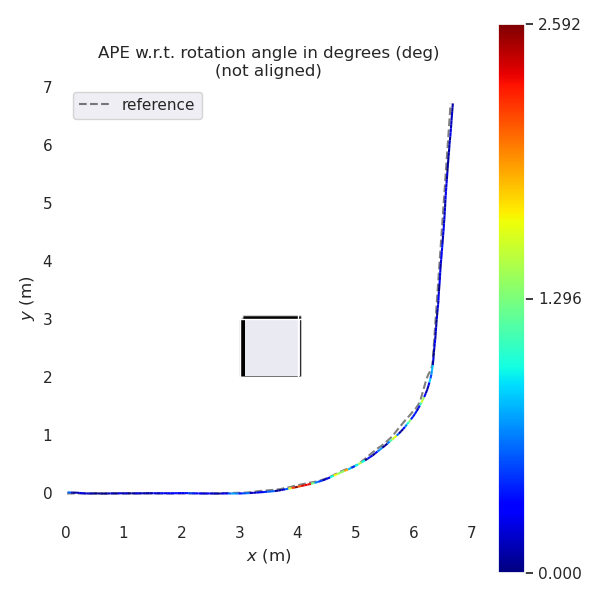 APE w.r.t. rotation angle in degrees (deg)
(not aligned)
reference
7
6
5
4
3
2
1
0
y (m)
0 1 2 3 4 5 6 7
x (m)
2.592
1.296
0.000